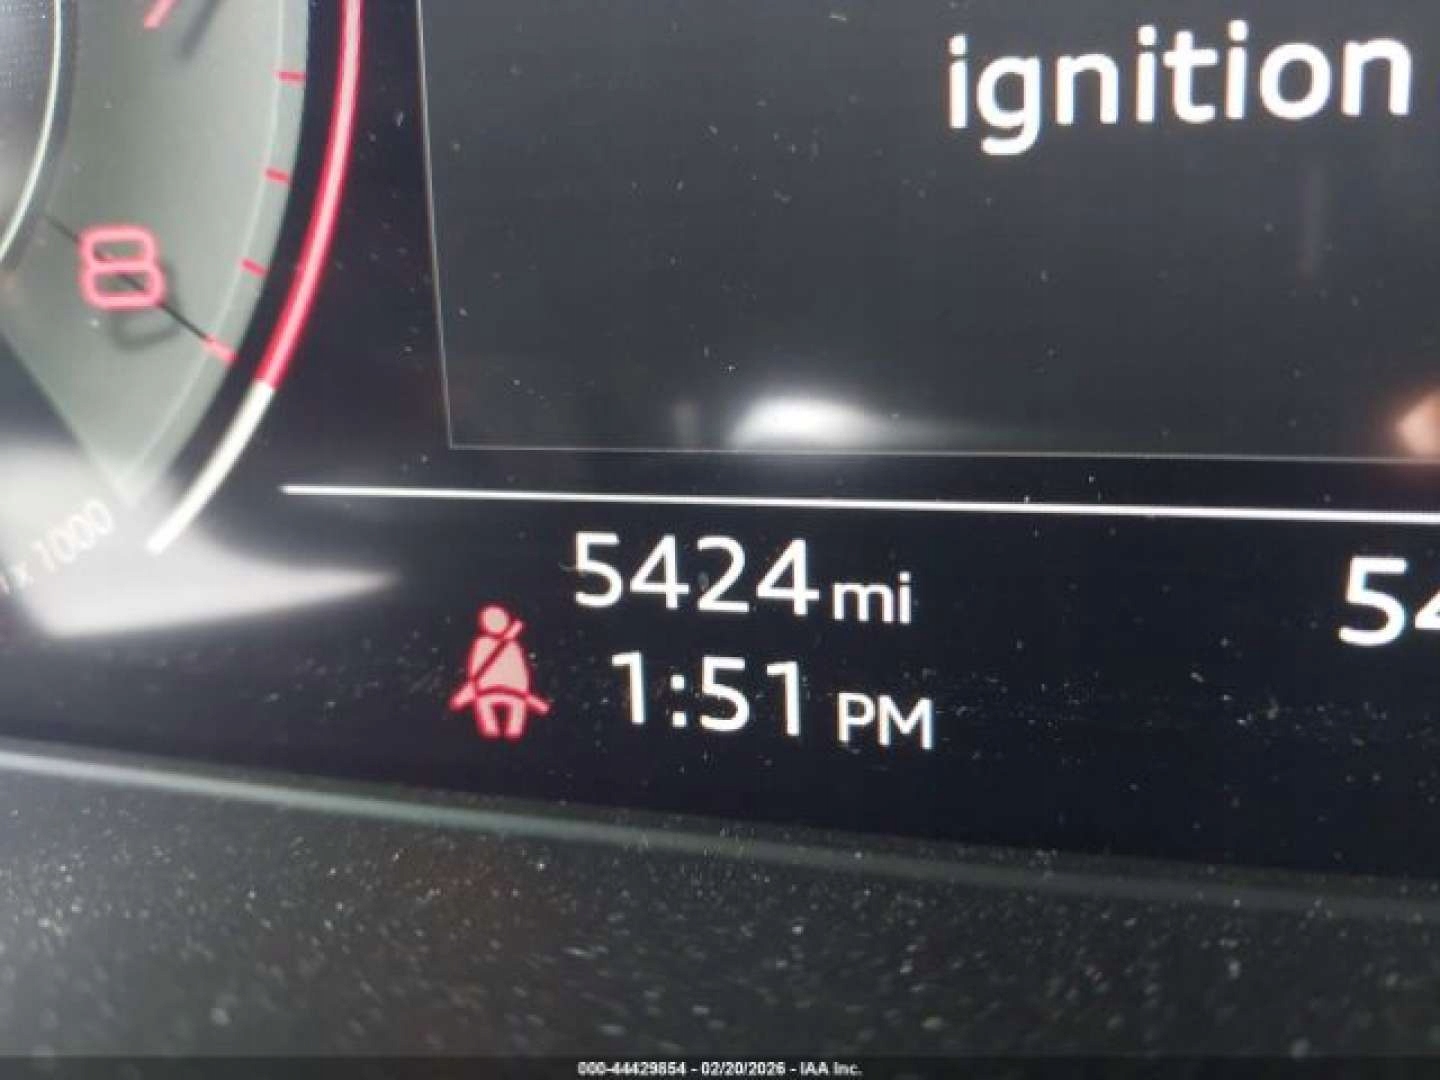 ignition
8
x 1000
5424 mi
54
1:51 PM
000-44429854 - 02/20/2026 - IAA Inc.